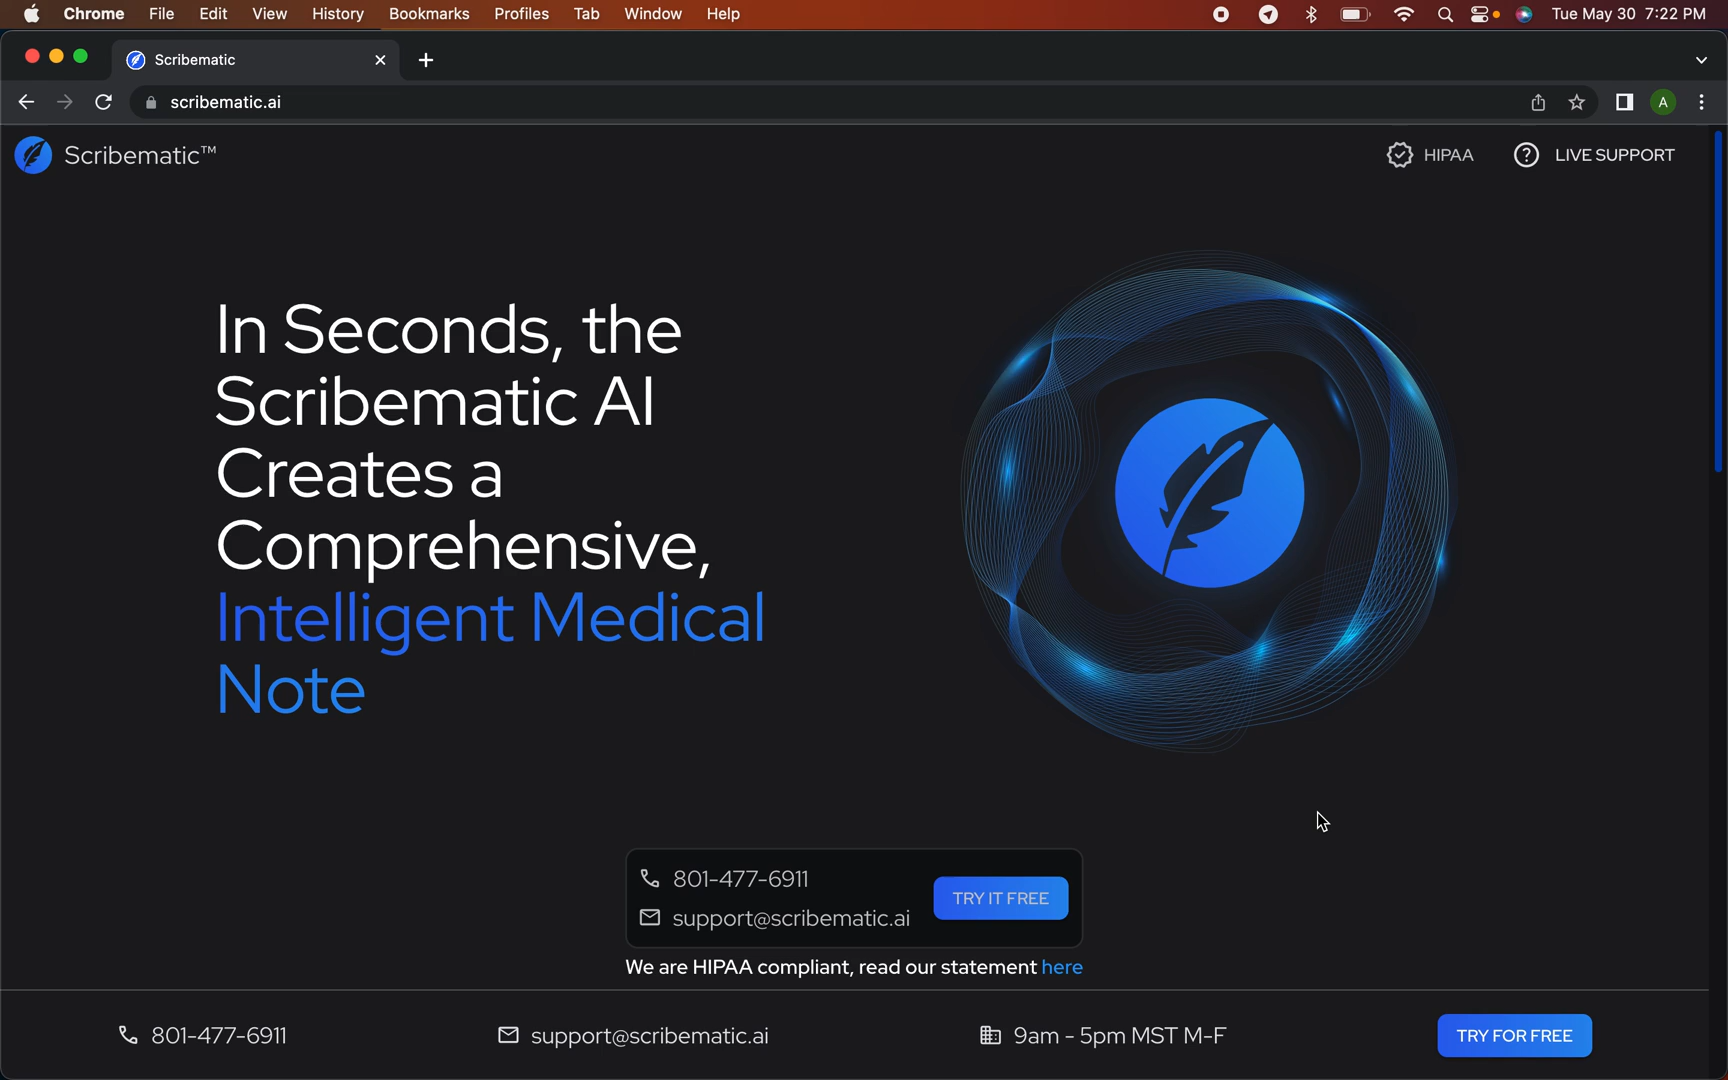 Chrome File Edit View History Bookmarks Profiles Tab Window Help Tue May 30 7:22 PM
Scribematic
scribematic.ai
A
Scribematic™
HIPAA
LIVE SUPPORT
In Seconds, the
Scribematic AI
Creates a
Comprehensive,
Intelligent Medical
Note
801-477-6911
support@scribematic.ai
TRY IT FREE
We are HIPAA compliant, read our statement here
801-477-6911
support@scribematic.ai
9am - 5pm MST M-F
TRY FOR FREE